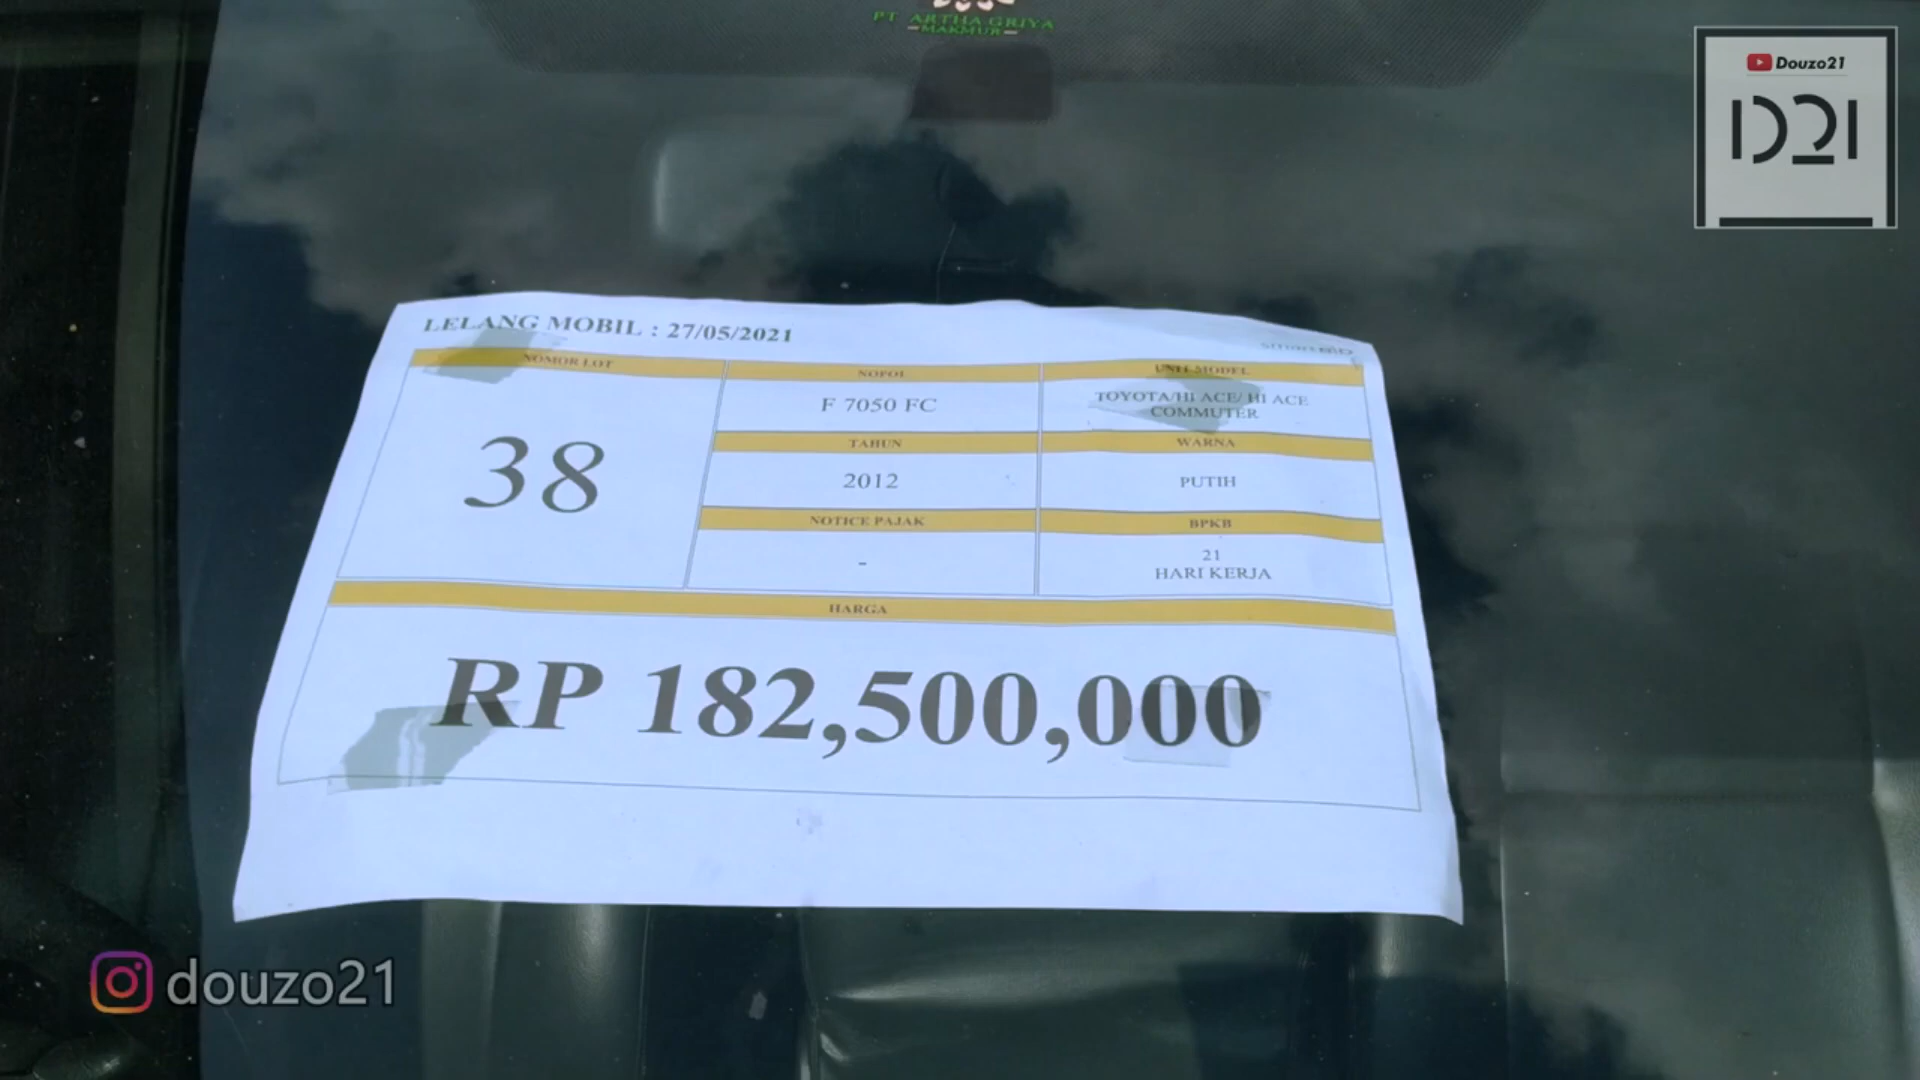 PT ARTHA GRIYA
MAKMUR
Douzo21
D21
LELANG MOBIL : 27/05/2021
smartBID
NOMOR LOT
38
NOPOL
F 7050 FC
UNIT MODEL
TOYOTA/HI ACE/ HI ACE
COMMUTER
TAHUN
2012
WARNA
PUTIH
NOTICE PAJAK
-
BPKB
21
HARI KERJA
HARGA
RP 182,500,000
douzo21